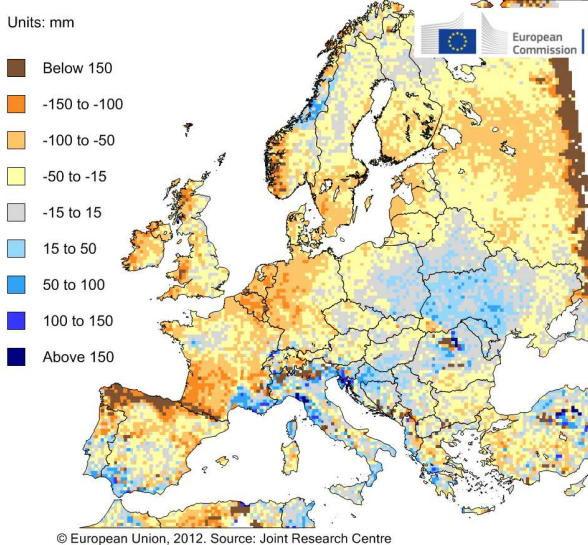 Units: mm
European
Commission
Below 150
-150 to -100
-100 to -50
-50 to -15
-15 to 15
15 to 50
50 to 100
100 to 150
Above 150
© European Union, 2012. Source: Joint Research Centre